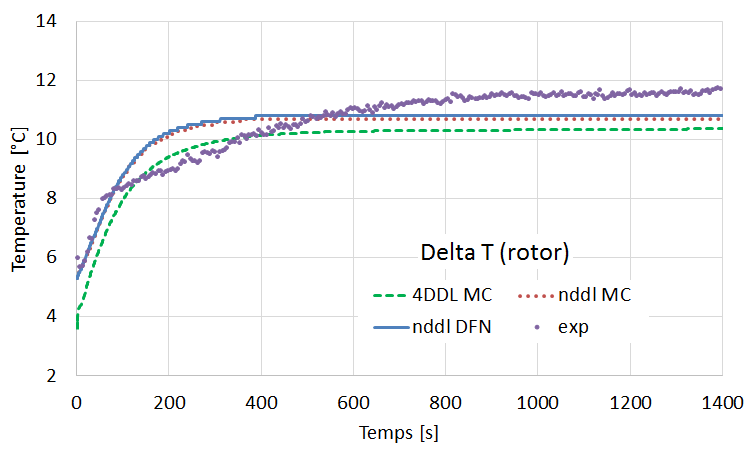 14
12
10
8
6
4
2
Temperature [°C]
Delta T (rotor)
4DDL MC
nddl MC
nddl DFN
exp
0
200
400
600
800
1000
1200
1400
Temps [s]